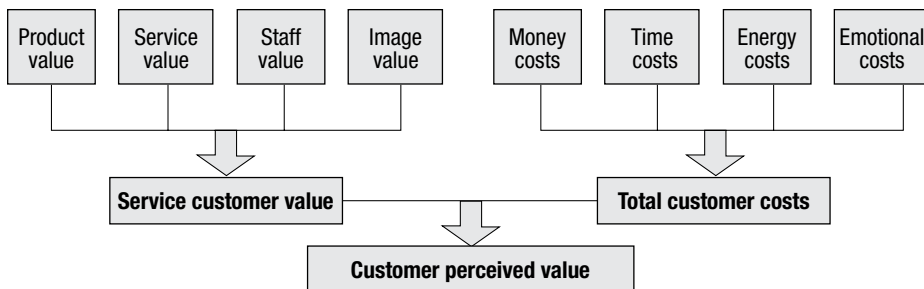 Product
value
Service
value
Staff
value
Image
value
Money
costs
Time
costs
Energy
costs
Emotional
costs
Service customer value
Total customer costs
Customer perceived value